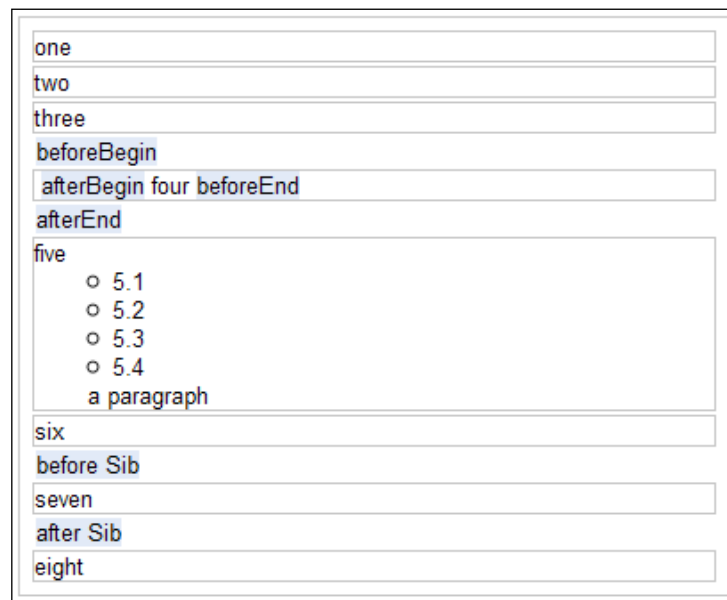 one
two
three
beforeBegin
afterBegin four beforeEnd
afterEnd
five
5.1
5.2
5.3
5.4
a paragraph
six
before Sib
seven
after Sib
eight